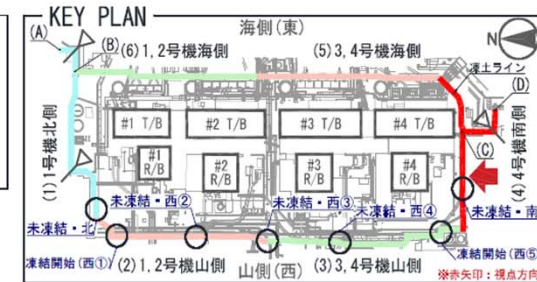 KEY PLAN
海側(東)
N
(A)
(B)
(6)1,2号機海側
(5)3,4号機海側
凍土ライン
(D)
#1 T/B
#2 T/B
#3 T/B
#4 T/B
(C)
(1)1号機北側
(4)4号機南側
#1
R/B
#2
R/B
#3
R/B
#4
R/B
未凍結・北
未凍結・西②
未凍結・西③
未凍結・西④
未凍結・南
凍結開始(西①)
(2)1,2号機山側
山側(西)
(3)3,4号機山側
凍結開始(西⑤)
※赤矢印:視点方向